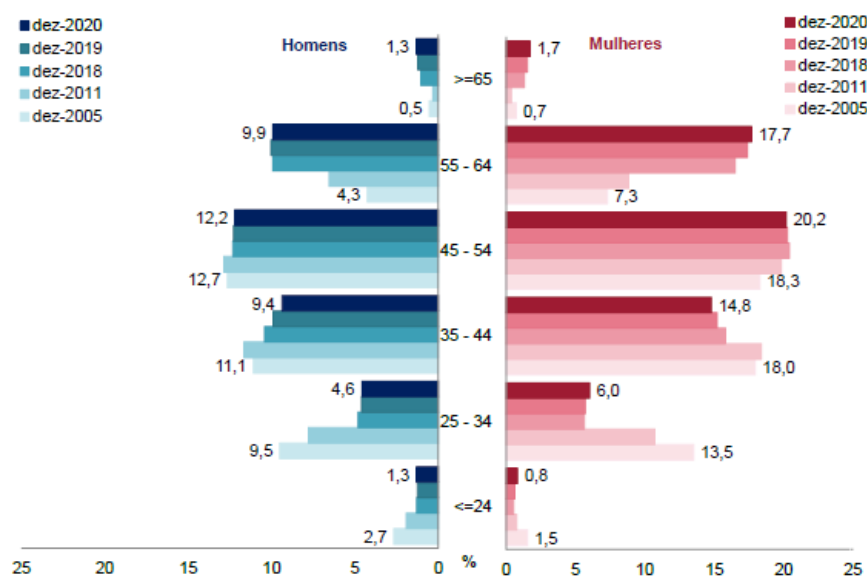 dez-2020
dez-2019
dez-2018
dez-2011
dez-2005
Homens
Mulheres
dez-2020
dez-2019
dez-2018
dez-2011
dez-2005
1,3 >=65 1,7
0,5 0,7
9,9 17,7
55 - 64
4,3 7,3
12,2 20,2
45 - 54
12,7 18,3
9,4 14,8
35 - 44
11,1 18,0
4,6 6,0
25 - 34
9,5 13,5
1,3 0,8
<=24
2,7 1,5
25 20 15 10 5 0 % 0 5 10 15 20 25